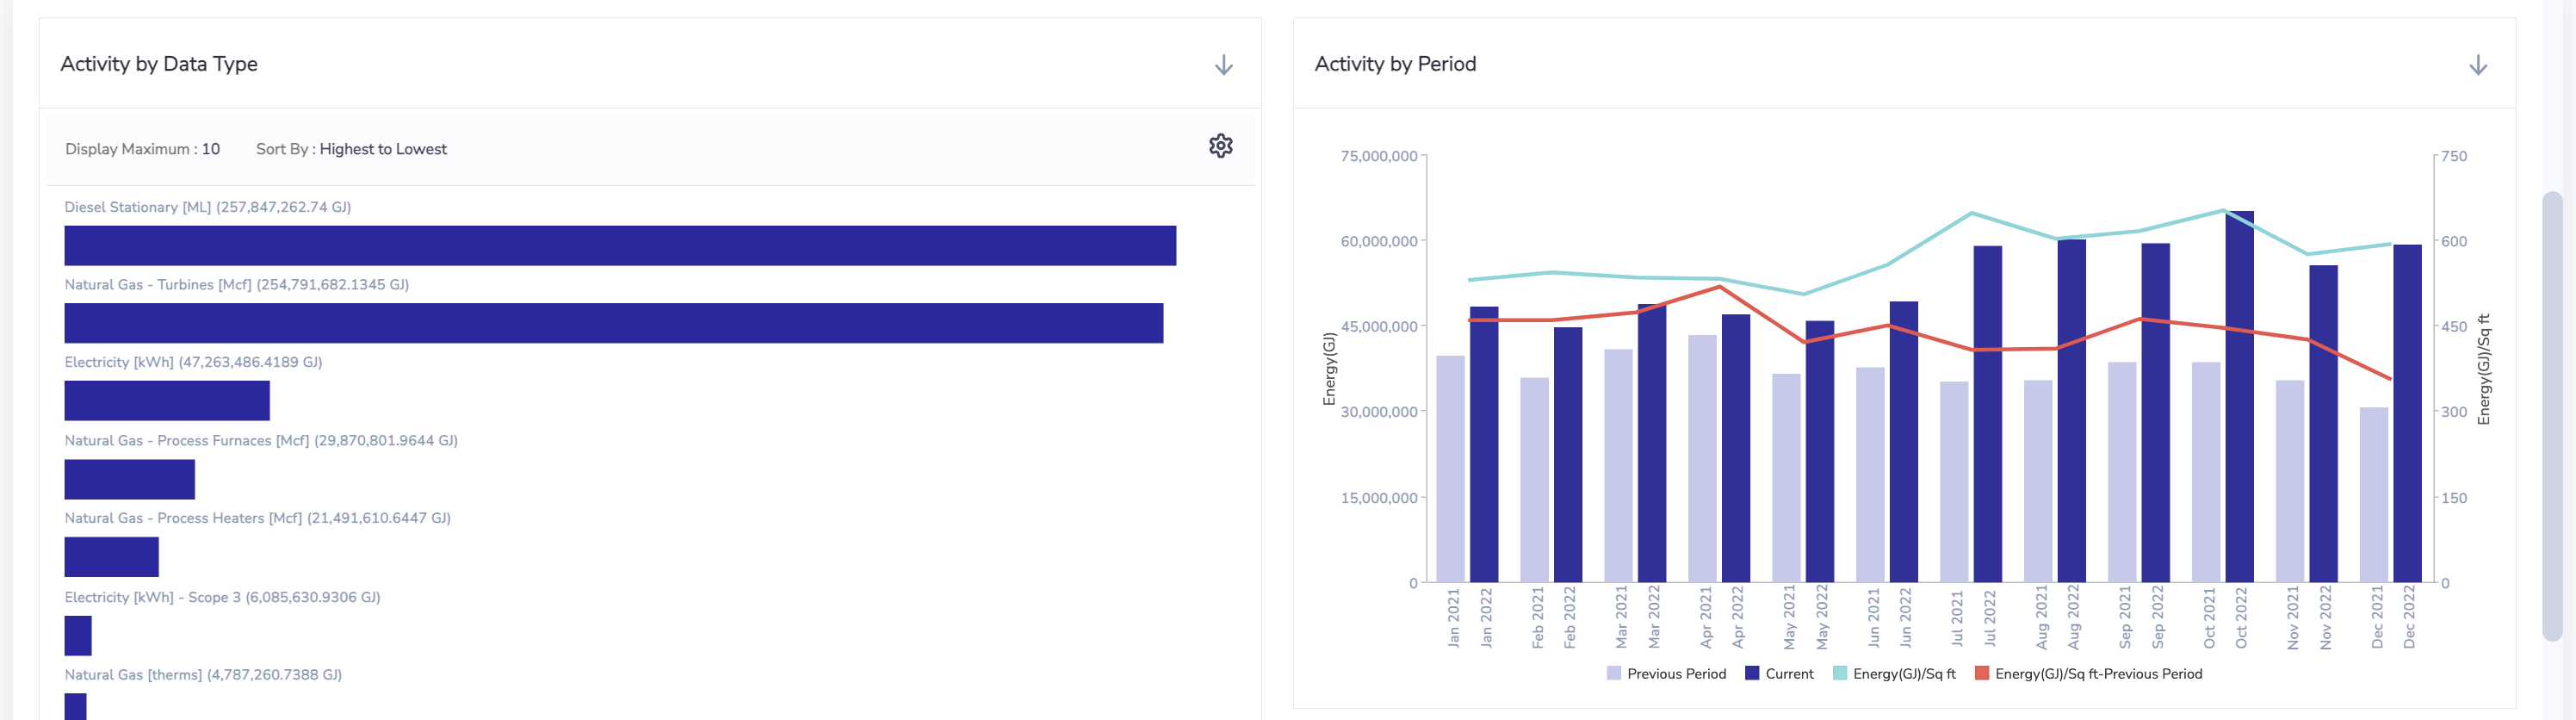 Activity by Data Type
Display Maximum : 10 Sort By : Highest to Lowest
Diesel Stationary [ML] (257,847,262.74 GJ)
Natural Gas - Turbines [Mcf] (254,791,682.1345 GJ)
Electricity [kWh] (47,263,486.4189 GJ)
Natural Gas - Process Furnaces [Mcf] (29,870,801.9644 GJ)
Natural Gas - Process Heaters [Mcf] (21,491,610.6447 GJ)
Electricity [kWh] - Scope 3 (6,085,630.9306 GJ)
Natural Gas [therms] (4,787,260.7388 GJ)
Activity by Period
75,000,000
60,000,000
45,000,000
30,000,000
15,000,000
0
Energy(GJ)
750
600
450
300
150
0
Energy(GJ)/Sq ft
Jan 2021
Jan 2022
Feb 2021
Feb 2022
Mar 2021
Mar 2022
Apr 2021
Apr 2022
May 2021
May 2022
Jun 2021
Jun 2022
Jul 2021
Jul 2022
Aug 2021
Aug 2022
Sep 2021
Sep 2022
Oct 2021
Oct 2022
Nov 2021
Nov 2022
Dec 2021
Dec 2022
Previous Period Current Energy(GJ)/Sq ft Energy(GJ)/Sq ft-Previous Period